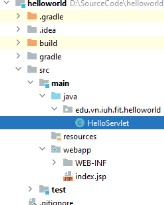 helloworld D:\SourceCode\helloworld
.gradle
.idea
build
gradle
src
main
java
edu.vn.iuh.fit.helloworld
HelloServlet
resources
webapp
WEB-INF
index.jsp
test
.gitignore